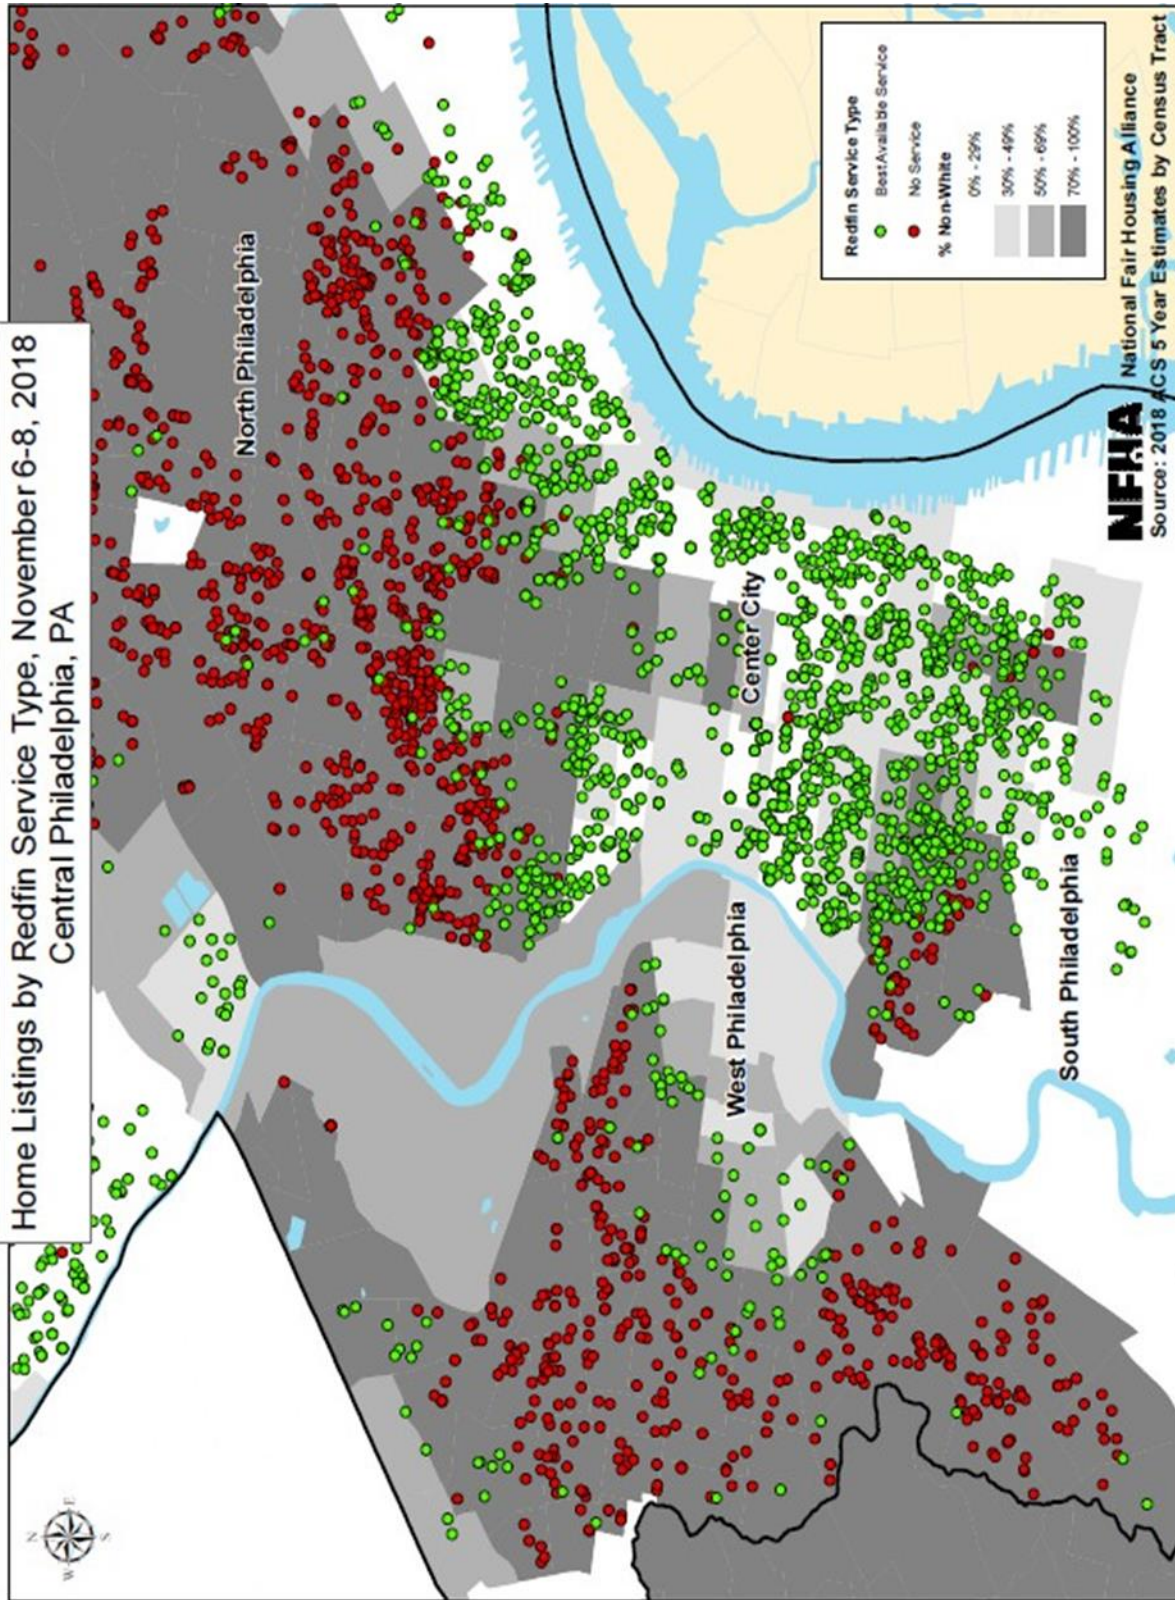 Home Listings by Redfin Service Type, November 6-8, 2018
Central Philadelphia, PA
North Philadelphia
Center City
West Philadelphia
South Philadelphia
N
W
E
S
Redfin Service Type
Best Available Service
No Service
% Non-White
0% - 29%
30% - 49%
50% - 69%
70% - 100%
NFHA National Fair Housing Alliance
Source: 2018 ACS 5 Year Estimates by Census Tract